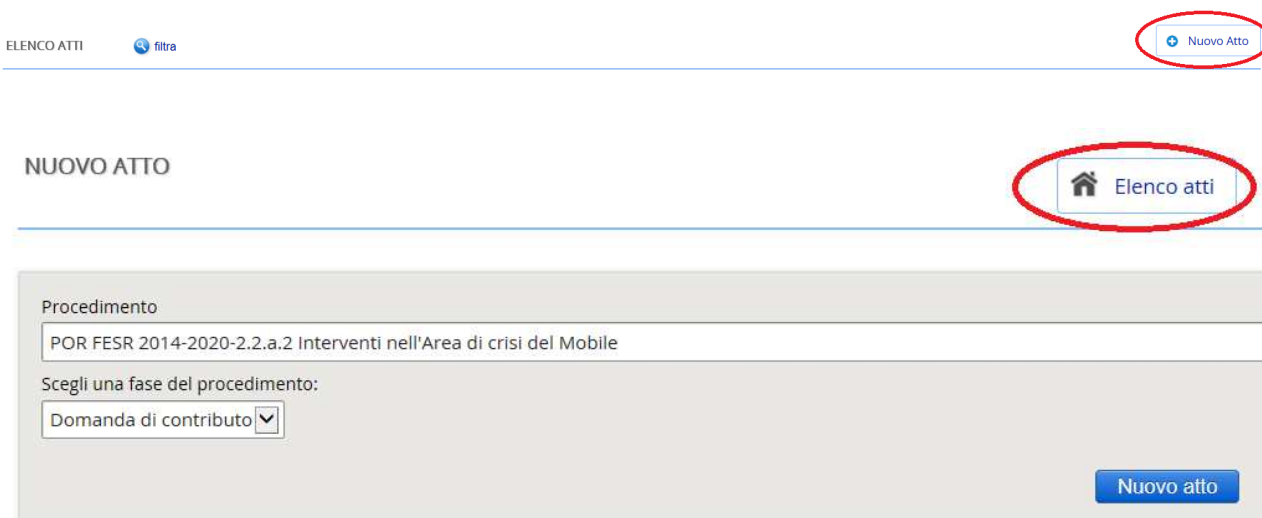 ELENCO ATTI filtra Nuovo Atto
NUOVO ATTO Elenco atti
Procedimento
POR FESR 2014-2020-2.2.a.2 Interventi nell'Area di crisi del Mobile
Scegli una fase del procedimento:
Domanda di contributo
Nuovo atto